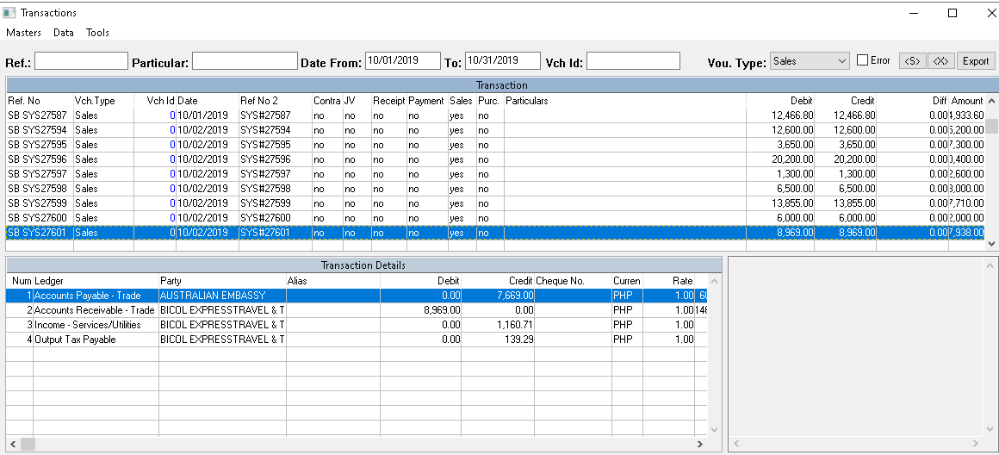 Transactions
Masters Data Tools
Ref.: Particular: Date From: 10/01/2019 To: 10/31/2019 Vch Id: Vou. Type: Sales Error <S> <X> Export
Transaction
Ref. No Vch.Type Vch Id Date Ref No 2 Contra JV Receipt Payment Sales Purc. Particulars Debit Credit Diff Amount
SB SYS27587 Sales 0 10/01/2019 SYS#27587 no no no no yes no 12,466.80 12,466.80 0.00 4,933.60
SB SYS27594 Sales 0 10/02/2019 SYS#27594 no no no no yes no 12,600.00 12,600.00 0.00 5,200.00
SB SYS27595 Sales 0 10/02/2019 SYS#27595 no no no no yes no 3,650.00 3,650.00 0.00 7,300.00
SB SYS27596 Sales 0 10/02/2019 SYS#27596 no no no no yes no 20,200.00 20,200.00 0.00 0,400.00
SB SYS27597 Sales 0 10/02/2019 SYS#27597 no no no no yes no 1,300.00 1,300.00 0.00 2,600.00
SB SYS27598 Sales 0 10/02/2019 SYS#27598 no no no no yes no 6,500.00 6,500.00 0.00 3,000.00
SB SYS27599 Sales 0 10/02/2019 SYS#27599 no no no no yes no 13,855.00 13,855.00 0.00 7,710.00
SB SYS27600 Sales 0 10/02/2019 SYS#27600 no no no no yes no 6,000.00 6,000.00 0.00 2,000.00
SB SYS27601 Sales 0 10/02/2019 SYS#27601 no no no no yes no 8,969.00 8,969.00 0.00 7,938.00
Transaction Details
Num Ledger Party Alias Debit Credit Cheque No. Curren Rate
1 Accounts Payable - Trade AUSTRALIAN EMBASSY 0.00 7,669.00 PHP 1.00 60
2 Accounts Receivable - Trade BICOL EXPRESSTRAVEL & T 8,969.00 0.00 PHP 1.00 146
3 Income - Services/Utilities BICOL EXPRESSTRAVEL & T 0.00 1,160.71 PHP 1.00
4 Output Tax Payable BICOL EXPRESSTRAVEL & T 0.00 139.29 PHP 1.00